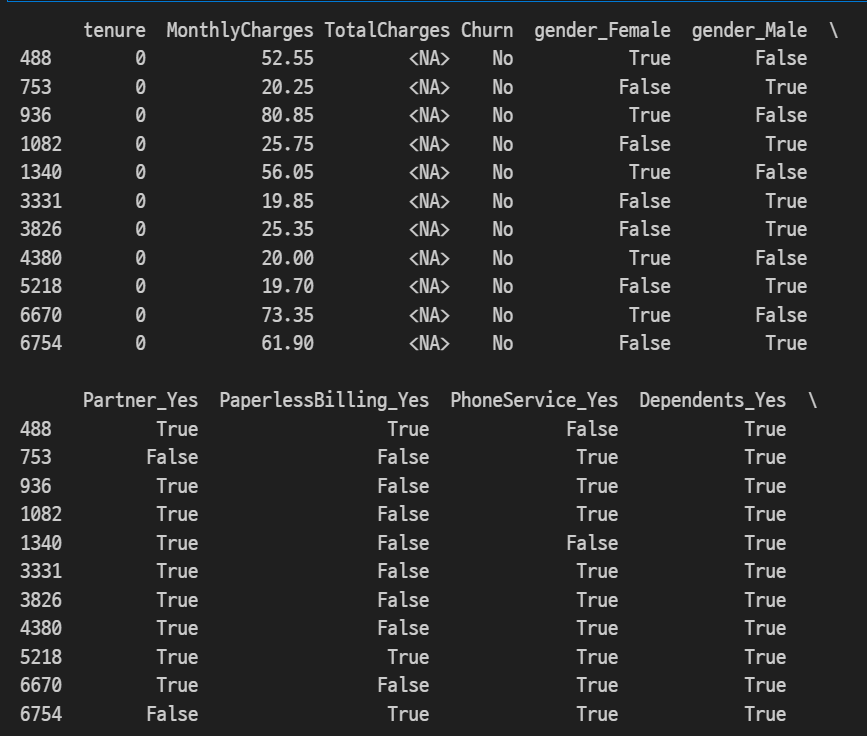 tenure MonthlyCharges TotalCharges Churn gender_Female gender_Male \
488 0 52.55 <NA> No True False
753 0 20.25 <NA> No False True
936 0 80.85 <NA> No True False
1082 0 25.75 <NA> No False True
1340 0 56.05 <NA> No True False
3331 0 19.85 <NA> No False True
3826 0 25.35 <NA> No False True
4380 0 20.00 <NA> No True False
5218 0 19.70 <NA> No False True
6670 0 73.35 <NA> No True False
6754 0 61.90 <NA> No False True
Partner_Yes PaperlessBilling_Yes PhoneService_Yes Dependents_Yes \
488 True True False True
753 False False True True
936 True False True True
1082 True False True True
1340 True False False True
3331 True False True True
3826 True False True True
4380 True False True True
5218 True True True True
6670 True False True True
6754 False True True True